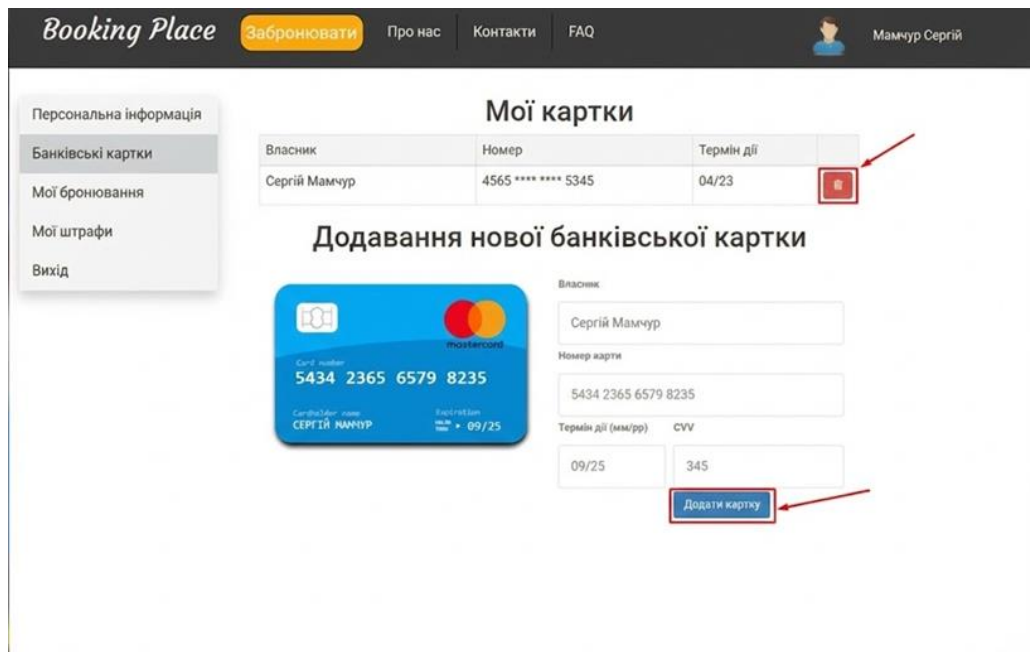 Booking Place Забронювати Про нас Контакти FAQ Мамчур Сергій
Персональна інформація
Банківські картки
Мої бронювання
Мої штрафи
Вихід
Мої картки
Власник Номер Термін дії
Сергій Мамчур 4565 **** **** 5345 04/23
Додавання нової банківської картки
mastercard
Card number
5434 2365 6579 8235
Cardholder name Expiration
СЕРГІЙ МАМЧУР VALID THRU 09/25
Власник
Сергій Мамчур
Номер карти
5434 2365 6579 8235
Термін дії (мм/рр) CVV
09/25 345
Додати картку